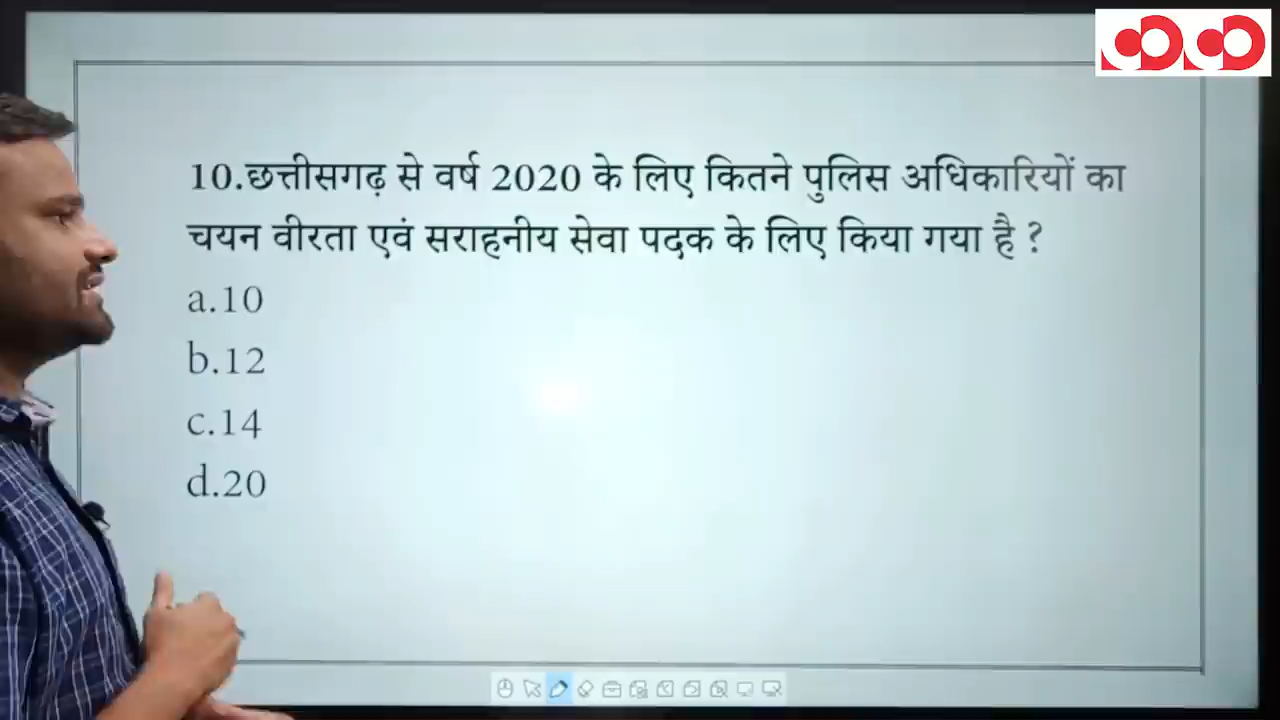 10.छत्तीसगढ़ से वर्ष 2020 के लिए कितने पुलिस अधिकारियों का
चयन वीरता एवं सराहनीय सेवा पदक के लिए किया गया है ?
a.10
b.12
c.14
d.20